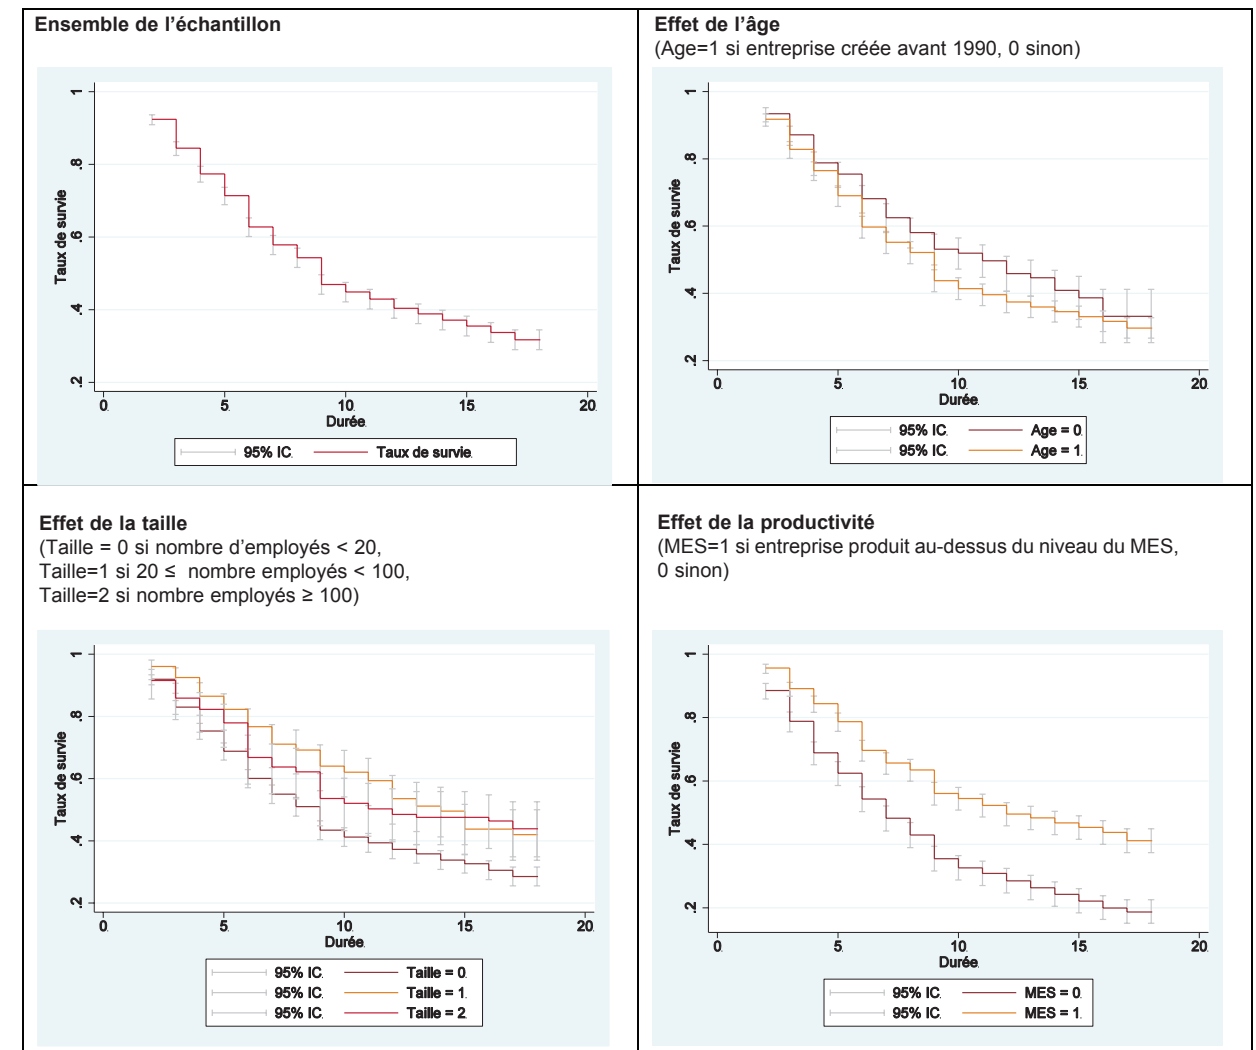 Ensemble de l'échantillon
Taux de survie
1
.8
.6
.4
.2
0
5
10
15
20
Durée
95% IC
Taux de survie
Effet de l'âge
(Age=1 si entreprise créée avant 1990, 0 sinon)
Taux de survie
1
.8
.6
.4
.2
0
5
10
15
20
Durée
95% IC
Age = 0
95% IC
Age = 1
Effet de la taille
(Taille = 0 si nombre d'employés < 20,
Taille=1 si 20 ≤ nombre employés < 100,
Taille=2 si nombre employés ≥ 100)
Taux de survie
1
.8
.6
.4
.2
0
5
10
15
20
Durée
95% IC
Taille = 0
95% IC
Taille = 1
95% IC
Taille = 2
Effet de la productivité
(MES=1 si entreprise produit au-dessus du niveau du MES,
0 sinon)
Taux de survie
1
.8
.6
.4
.2
0
5
10
15
20
Durée
95% IC
MES = 0
95% IC
MES = 1